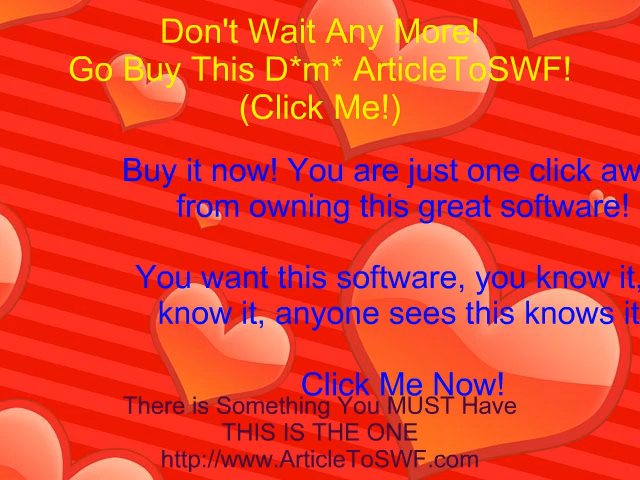 Don't Wait Any More!
Go Buy This D*m* ArticleToSWF!
(Click Me!)
Buy it now! You are just one click aw
from owning this great software!
You want this software, you know it,
know it, anyone sees this knows it
Click Me Now!
There is Something You MUST Have
THIS IS THE ONE
http://www.ArticleToSWF.com